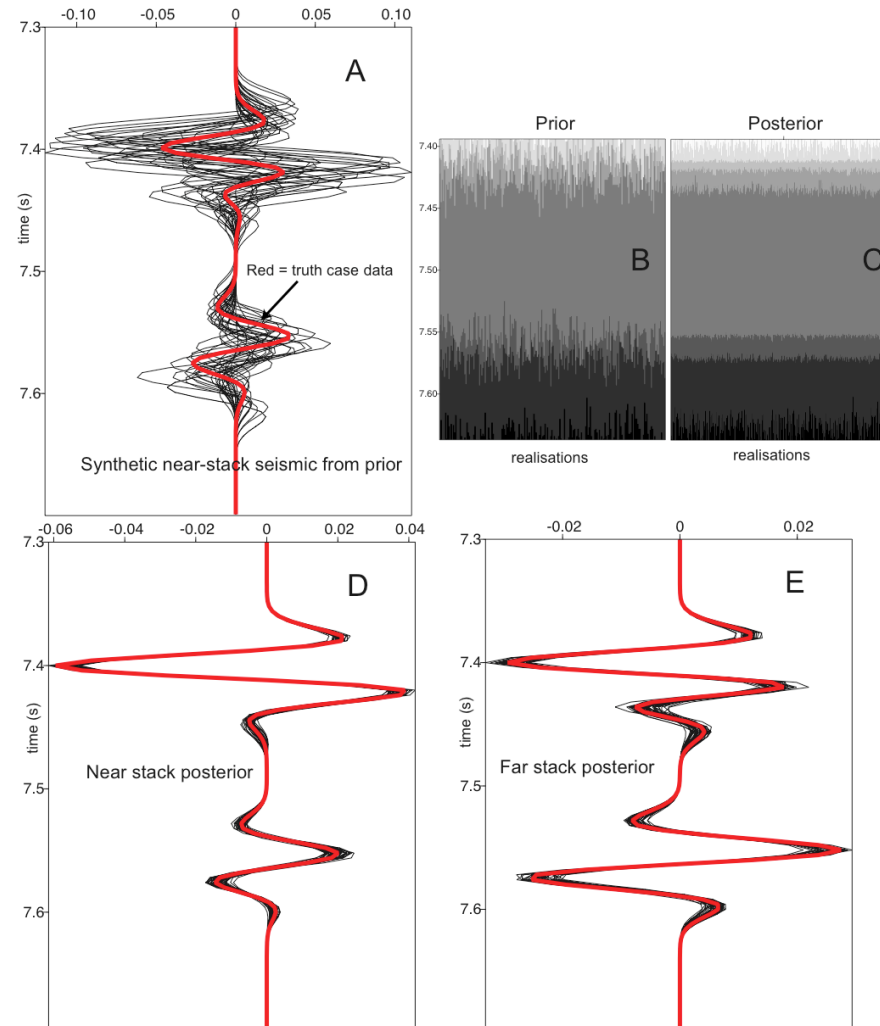 -0.10 -0.05 0 0.05 0.10
7.3
A
7.4
time (s)
7.5
Red = truth case data
7.6
Synthetic near-stack seismic from prior
Prior Posterior
7.40
7.45
7.50
B C
7.55
7.60
realisations realisations
-0.06 -0.04 -0.02 0 0.02 0.04
7.3
D
7.4
time (s)
Near stack posterior
7.5
7.6
-0.02 0 0.02
7.3
E
7.4
time (s)
Far stack posterior
7.5
7.6